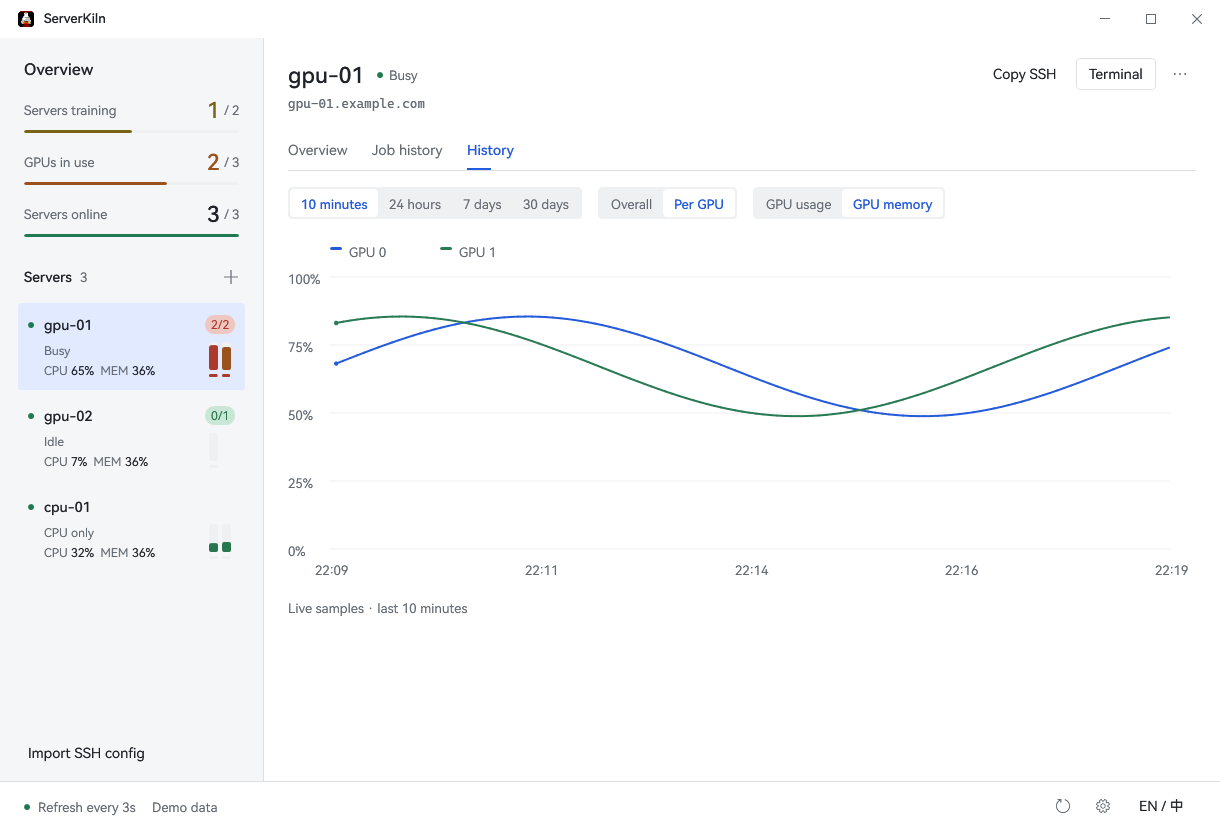 ServerKiln
Overview
Servers training 1 / 2
GPUs in use 2 / 3
Servers online 3 / 3
Servers 3
gpu-01 2/2
Busy
CPU 65% MEM 36%
gpu-02 0/1
Idle
CPU 7% MEM 36%
cpu-01
CPU only
CPU 32% MEM 36%
Import SSH config
gpu-01 Busy
gpu-01.example.com
Copy SSH Terminal ···
Overview Job history History
10 minutes 24 hours 7 days 30 days Overall Per GPU GPU usage GPU memory
GPU 0 GPU 1
100%
75%
50%
25%
0%
22:09 22:11 22:14 22:16 22:19
Live samples · last 10 minutes
Refresh every 3s Demo data
EN / 中